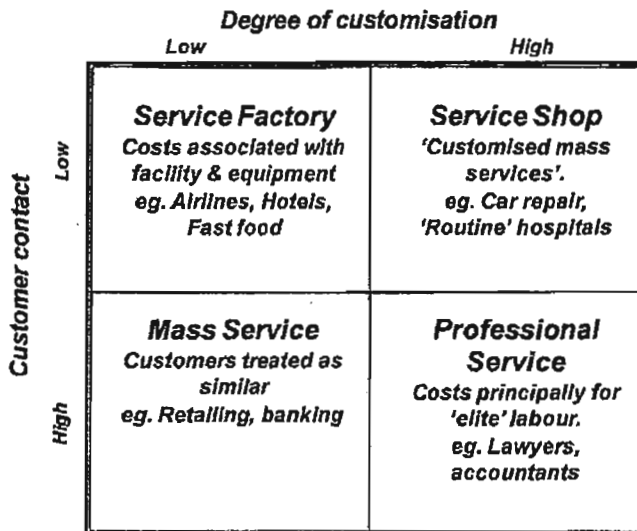 Degree of customisation
Low
High
Customer contact
Low
High
Service Factory
Costs associated with
facility & equipment
eg. Airlines, Hotels,
Fast food
Service Shop
'Customised mass
services'.
eg. Car repair,
'Routine' hospitals
Mass Service
Customers treated as
similar
eg. Retailing, banking
Professional
Service
Costs principally for
'elite' labour.
eg. Lawyers,
accountants